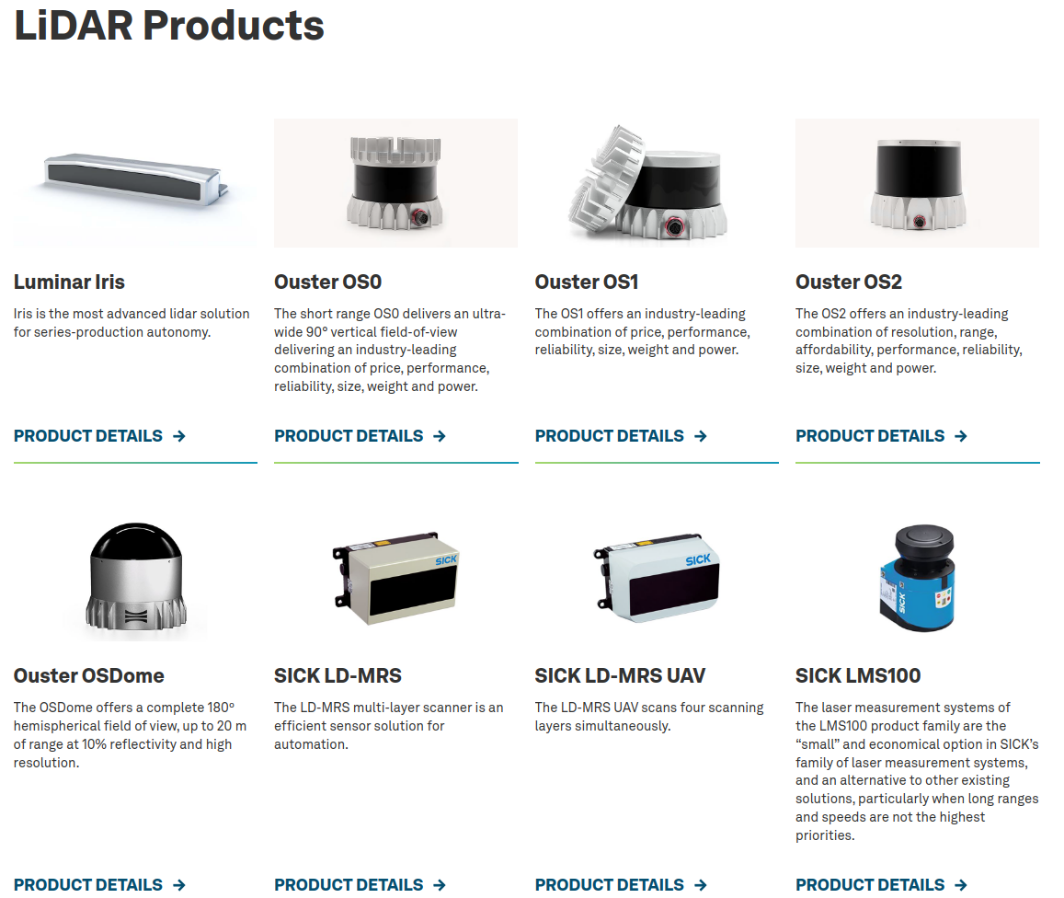 LiDAR Products
Luminar Iris
Iris is the most advanced lidar solution
for series-production autonomy.
PRODUCT DETAILS →
Ouster OS0
The short range OS0 delivers an ultra-
wide 90° vertical field-of-view
delivering an industry-leading
combination of price, performance,
reliability, size, weight and power.
PRODUCT DETAILS →
Ouster OS1
The OS1 offers an industry-leading
combination of price, performance,
reliability, size, weight and power.
PRODUCT DETAILS →
Ouster OS2
The OS2 offers an industry-leading
combination of resolution, range,
affordability, performance, reliability,
size, weight and power.
PRODUCT DETAILS →
Ouster OSDome
The OSDome offers a complete 180º
hemispherical field of view, up to 20 m
of range at 10% reflectivity and high
resolution.
PRODUCT DETAILS →
SICK
SICK LD-MRS
The LD-MRS multi-layer scanner is an
efficient sensor solution for
automation.
PRODUCT DETAILS →
SICK
SICK LD-MRS UAV
The LD-MRS UAV scans four scanning
layers simultaneously.
PRODUCT DETAILS →
SICK
SICK LMS100
The laser measurement systems of
the LMS100 product family are the
“small” and economical option in SICK’s
family of laser measurement systems,
and an alternative to other existing
solutions, particularly when long ranges
and speeds are not the highest
priorities.
PRODUCT DETAILS →